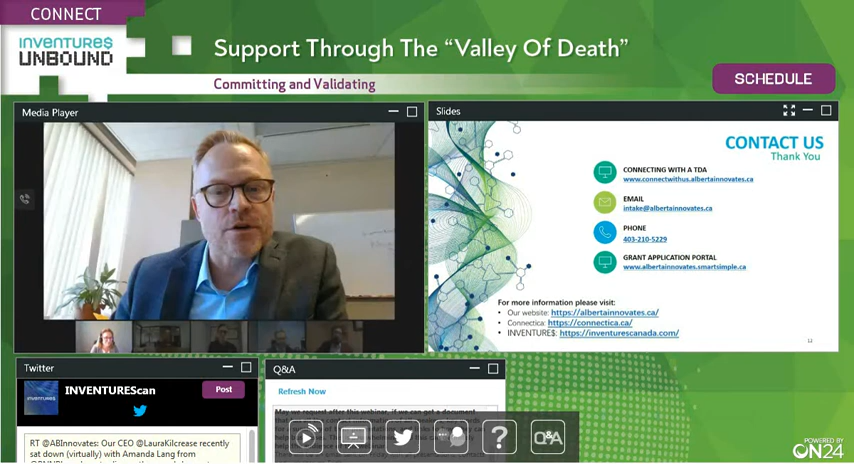 CONNECT
INVENTURE$
UNBOUND
Support Through The “Valley Of Death”
Committing and Validating
SCHEDULE
Media Player
Slides
CONTACT US
Thank You
CONNECTING WITH A TDA
www.connectwithus.albertainnovates.ca
EMAIL
intake@albertainnovates.ca
PHONE
403-210-5229
GRANT APPLICATION PORTAL
www.albertainnovates.smartsimple.ca
For more information please visit:
• Our website: https://albertainnovates.ca/
• Connectica: https://connectica.ca/
• INVENTURE$: https://inventurescanada.com/
12
Twitter
INVENTUREScan
Post
INVENTURES
RT @ABInnovates: Our CEO @LauraKilcrease recently
sat down (virtually) with Amanda Lang from
Q&A
Refresh Now
May we request after this webinar, if we can get a document
?
Q&A
POWERED BY
ON24